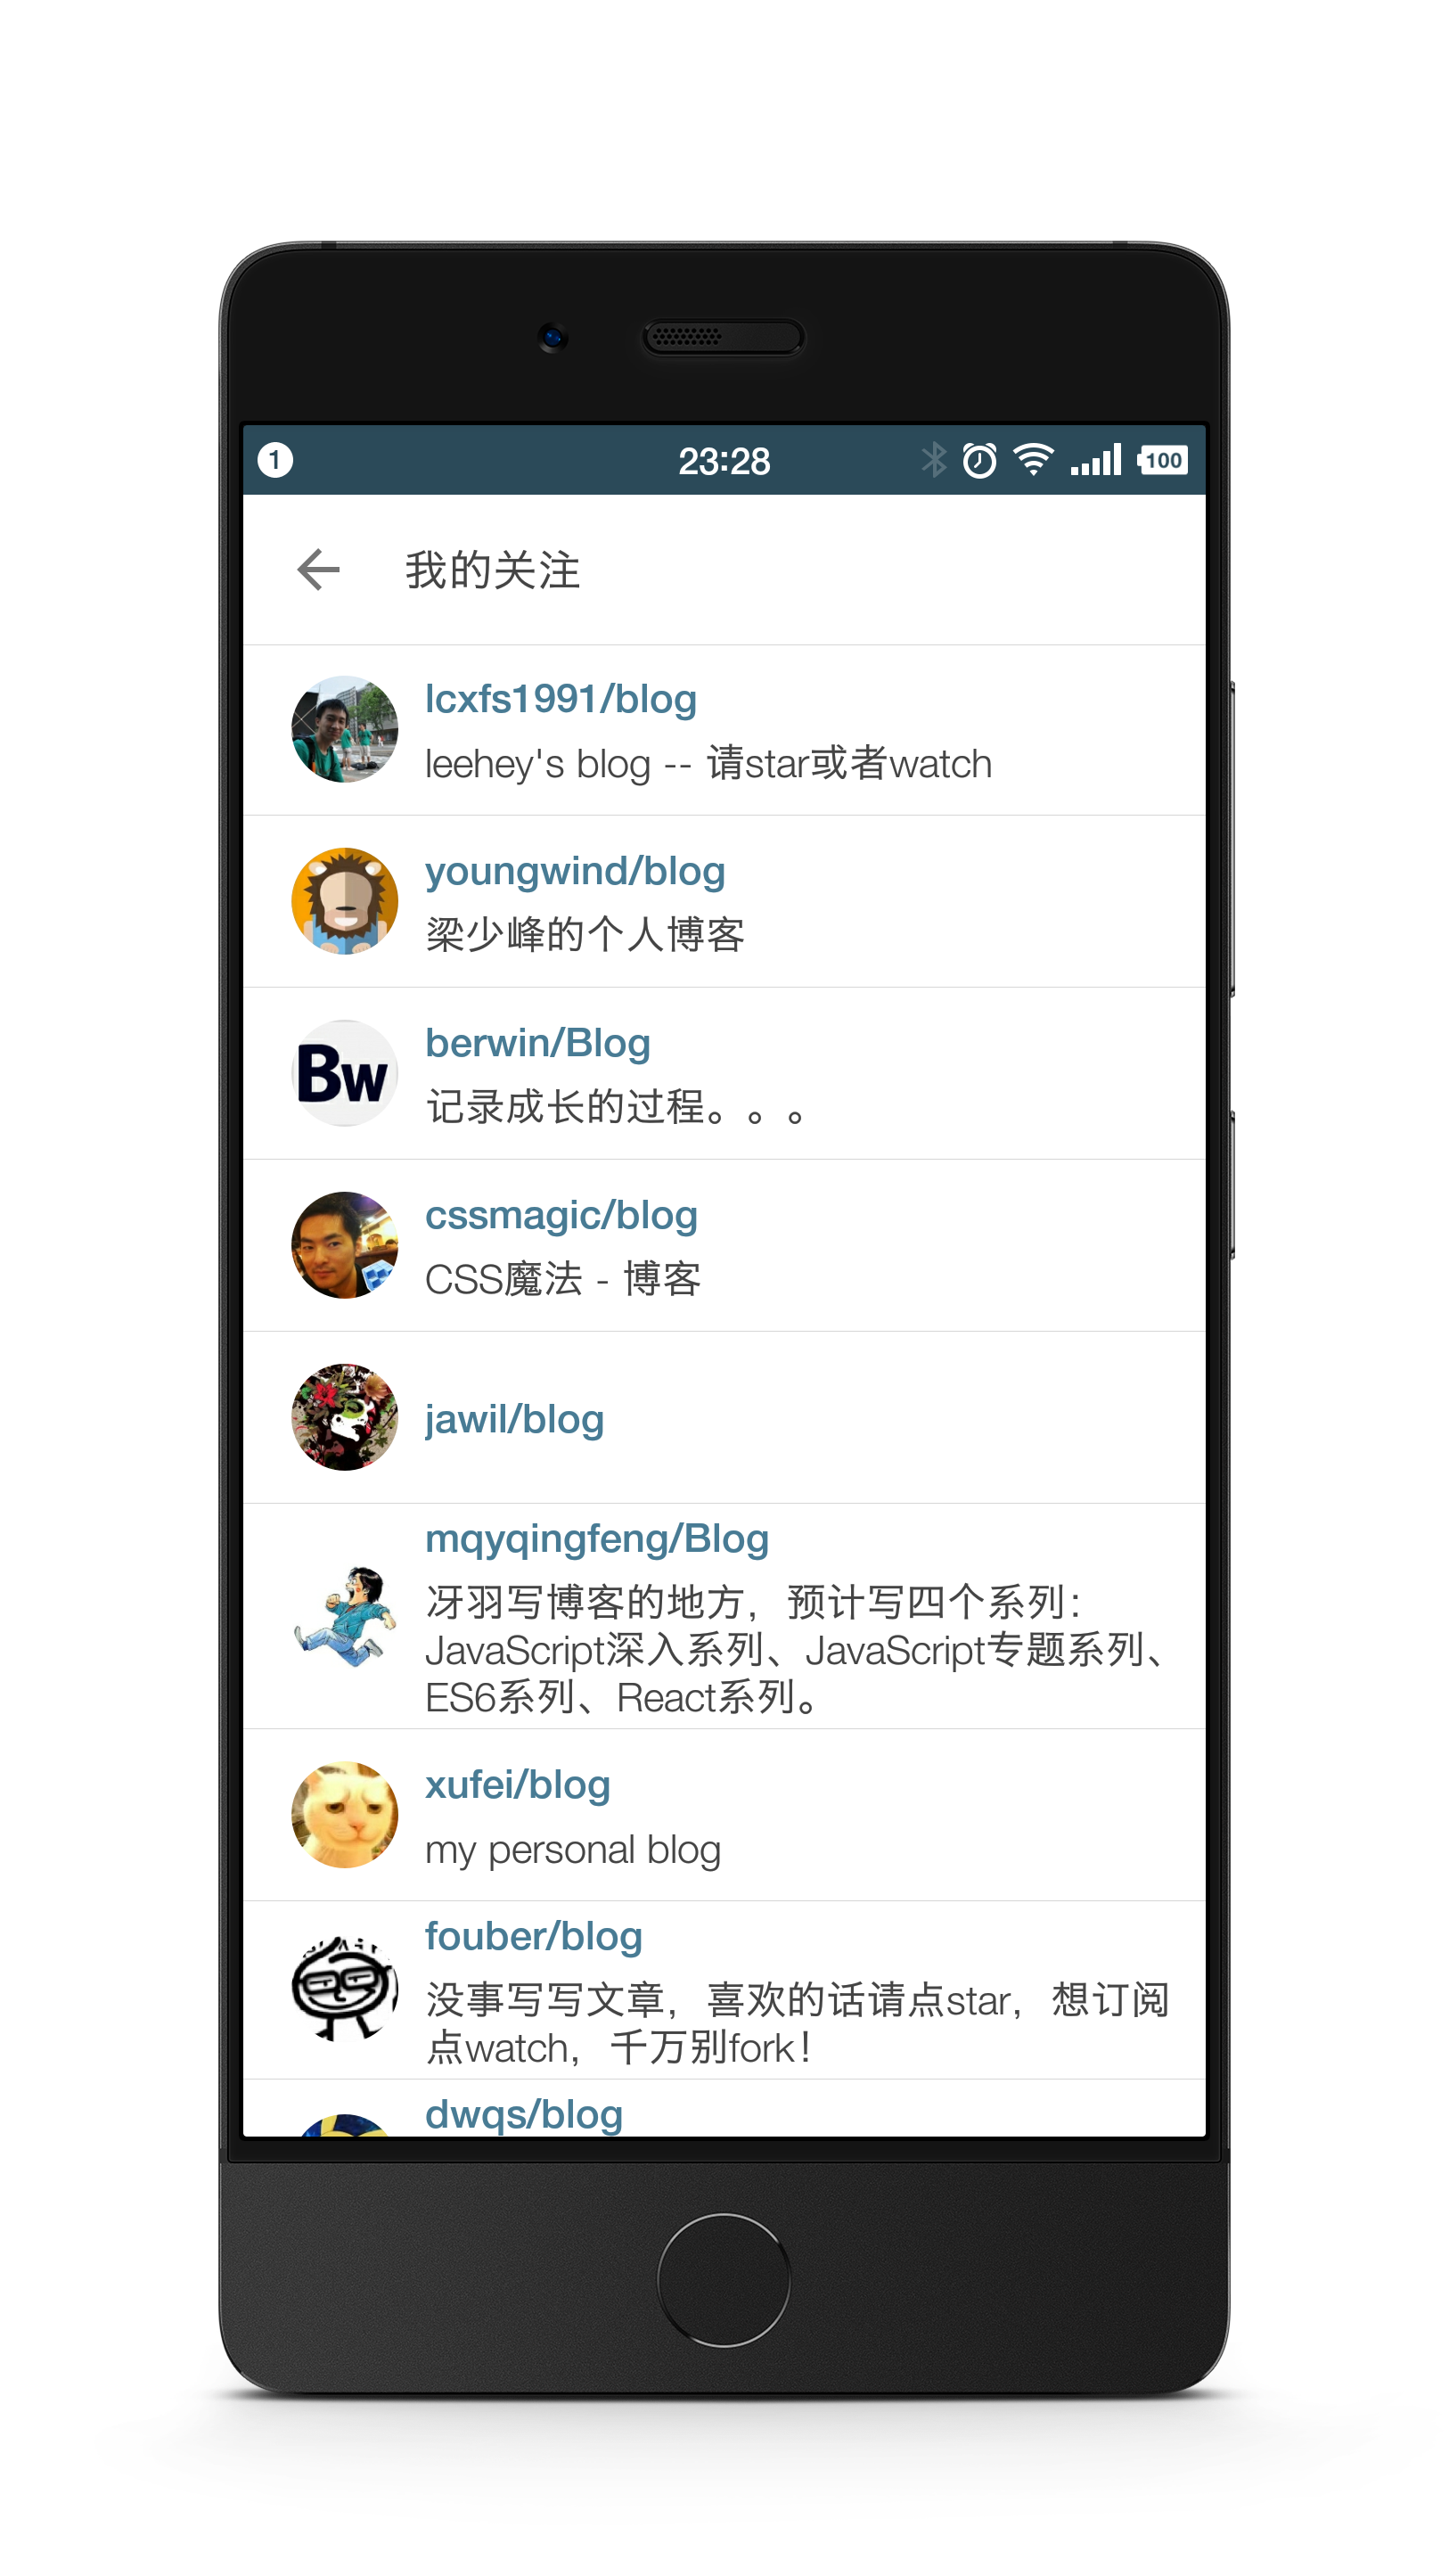 1
23:28
100
我的关注
lcxfs1991/blog
leehey's blog -- 请star或者watch
youngwind/blog
梁少峰的个人博客
Bw
berwin/Blog
记录成长的过程。。。
cssmagic/blog
CSS魔法 - 博客
jawil/blog
mqyqingfeng/Blog
冴羽写博客的地方，预计写四个系列：
JavaScript深入系列、JavaScript专题系列、
ES6系列、React系列。
xufei/blog
my personal blog
fouber/blog
没事写写文章，喜欢的话请点star，想订阅
点watch，千万别fork！
dwqs/blog